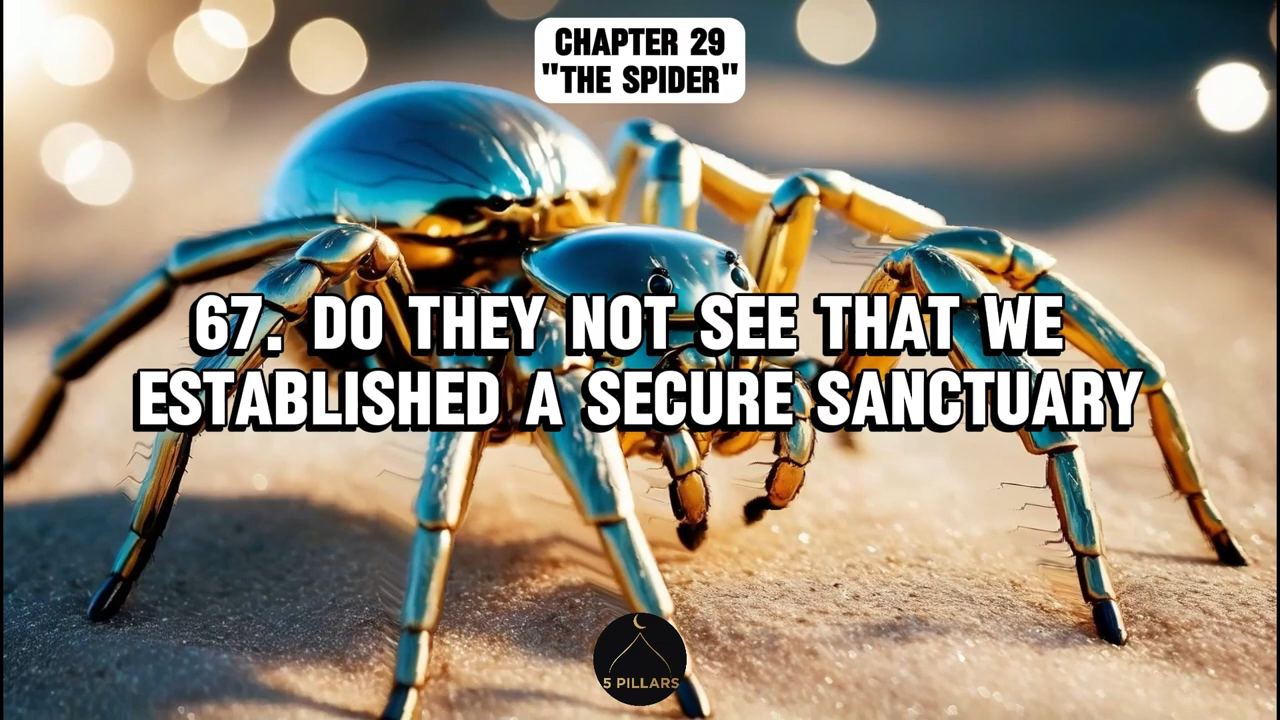 CHAPTER 29
"THE SPIDER"
67. DO THEY NOT SEE THAT WE
ESTABLISHED A SECURE SANCTUARY
5 PILLARS